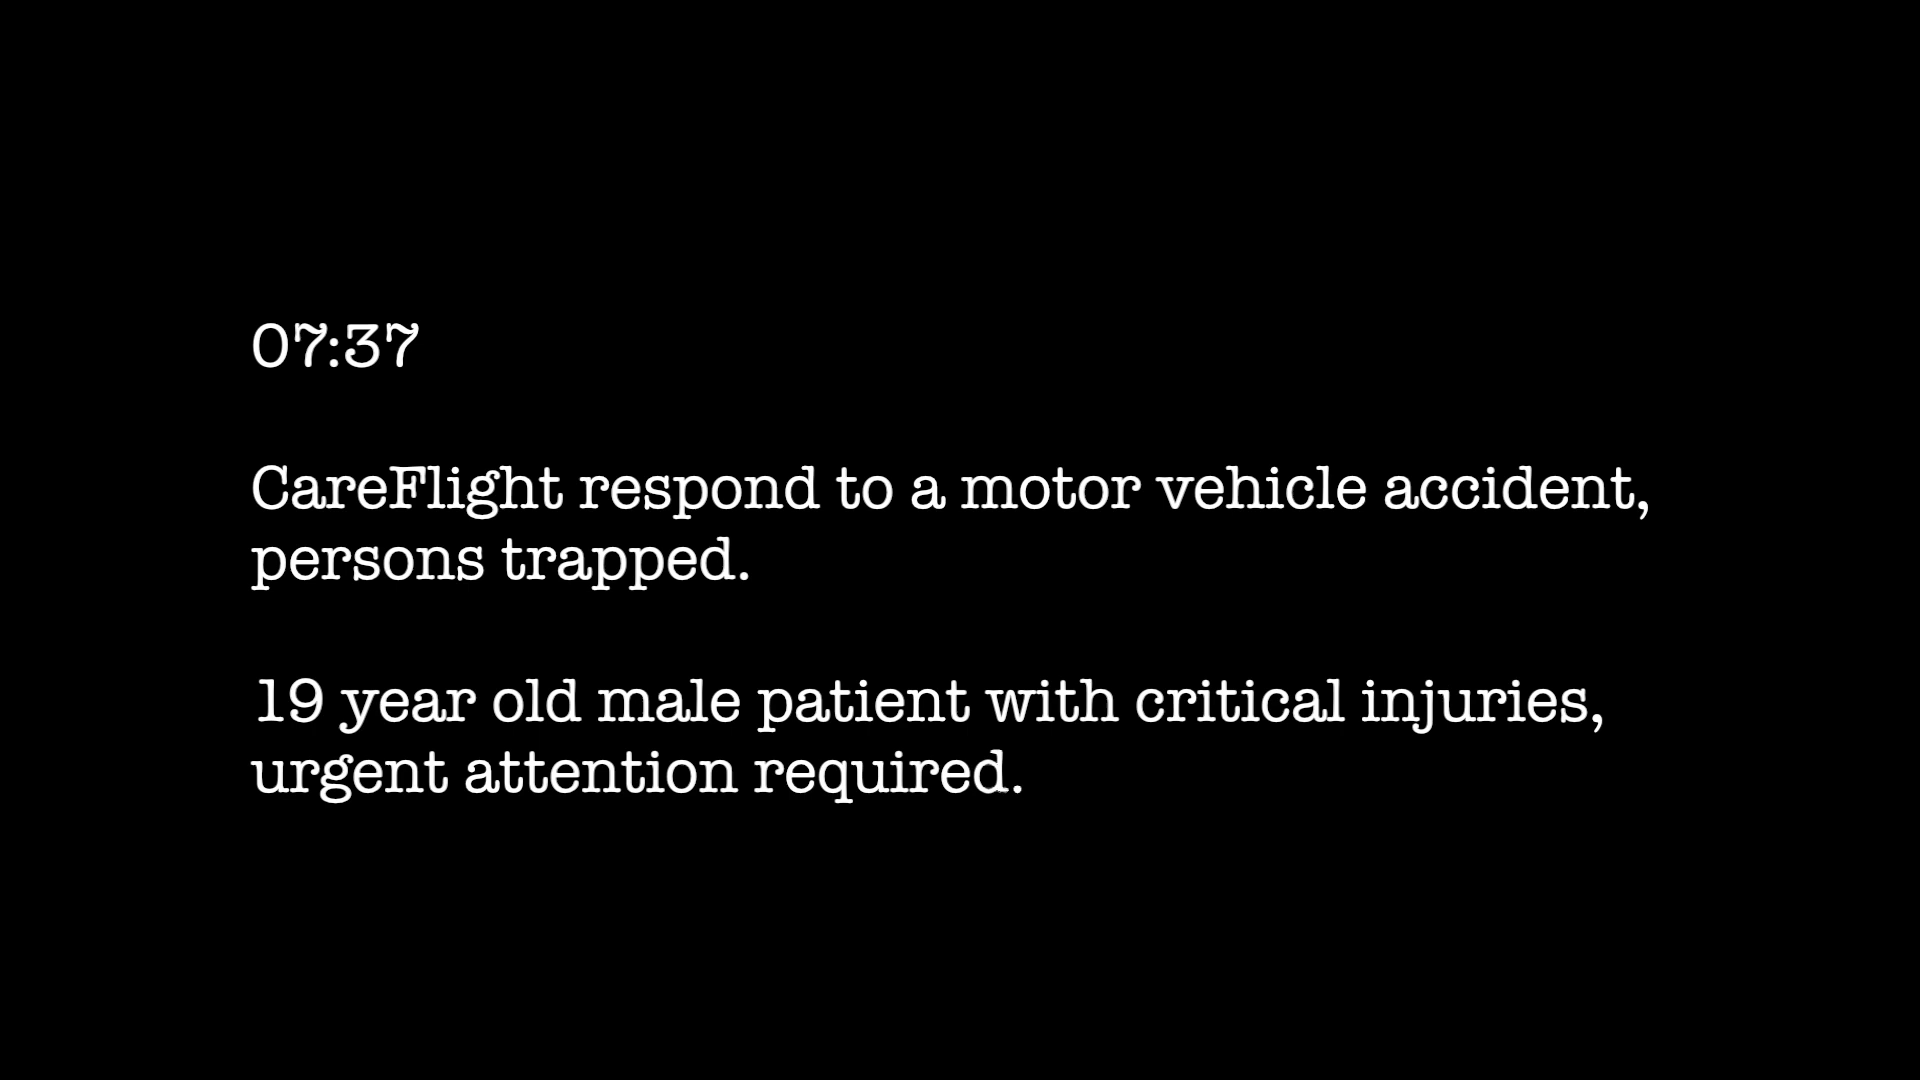 07:37
CareFlight respond to a motor vehicle accident,
persons trapped.
19 year old male patient with critical injuries,
urgent attention required.